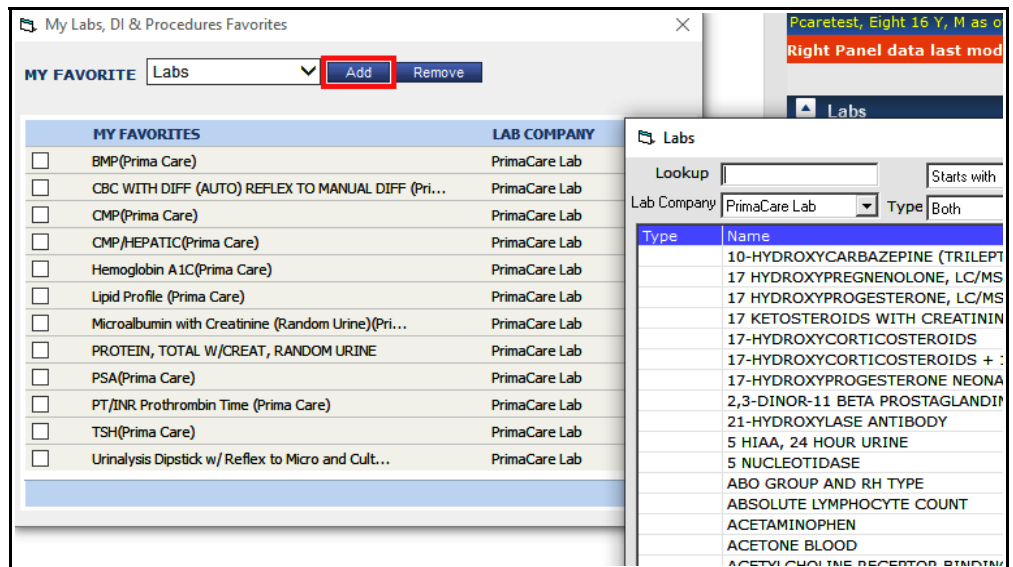 My Labs, DI & Procedures Favorites
MY FAVORITE Labs Add Remove
MY FAVORITES LAB COMPANY
BMP(Prima Care) PrimaCare Lab
CBC WITH DIFF (AUTO) REFLEX TO MANUAL DIFF (Pri... PrimaCare Lab
CMP(Prima Care) PrimaCare Lab
CMP/HEPATIC(Prima Care) PrimaCare Lab
Hemoglobin A1C(Prima Care) PrimaCare Lab
Lipid Profile (Prima Care) PrimaCare Lab
Microalbumin with Creatinine (Random Urine)(Pri... PrimaCare Lab
PROTEIN, TOTAL W/CREAT, RANDOM URINE PrimaCare Lab
PSA(Prima Care) PrimaCare Lab
PT/INR Prothrombin Time (Prima Care) PrimaCare Lab
TSH(Prima Care) PrimaCare Lab
Urinalysis Dipstick w/ Reflex to Micro and Cult... PrimaCare Lab
Pcaretest, Eight 16 Y, M as o
Right Panel data last mod
Labs
Labs
Lookup Starts with
Lab Company PrimaCare Lab Type Both
Type Name
10-HYDROXYCARBAZEPINE (TRILEPT
17 HYDROXYPREGNENOLONE, LC/MS
17 HYDROXYPROGESTERONE, LC/MS
17 KETOSTEROIDS WITH CREATININ
17-HYDROXYCORTICOSTEROIDS
17-HYDROXYCORTICOSTEROIDS +
17-HYDROXYPROGESTERONE NEONA
2,3-DINOR-11 BETA PROSTAGLANDIN
21-HYDROXYLASE ANTIBODY
5 HIAA, 24 HOUR URINE
5 NUCLEOTIDASE
ABO GROUP AND RH TYPE
ABSOLUTE LYMPHOCYTE COUNT
ACETAMINOPHEN
ACETONE BLOOD
ACETYLCHOLINE RECEPTOR BINDING